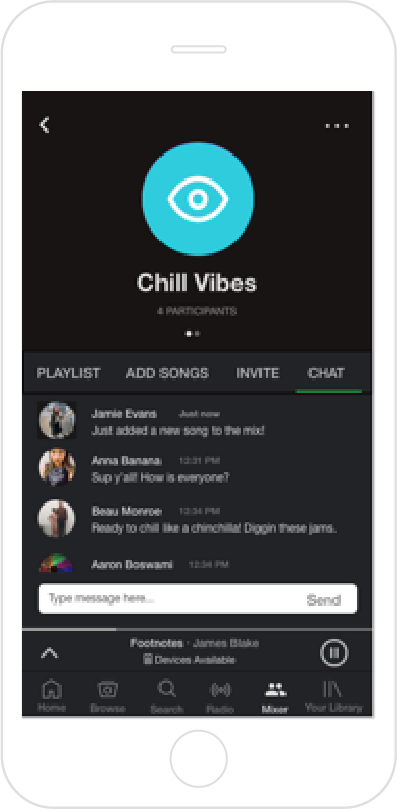 Chill Vibes
4 PARTICIPANTS
PLAYLIST ADD SONGS INVITE CHAT
Jamie Evans Just now
Just added a new song to the mix!
Anna Banana 12:31 PM
Sup y'all! How is everyone?
Beau Monroe 12:34 PM
Ready to chill like a chinchilla! Diggin these jams.
Aaron Boswami 12:34 PM
Type message here... Send
Footnotes · James Blake
Devices Available
Home Browse Search Radio Mixer Your Library